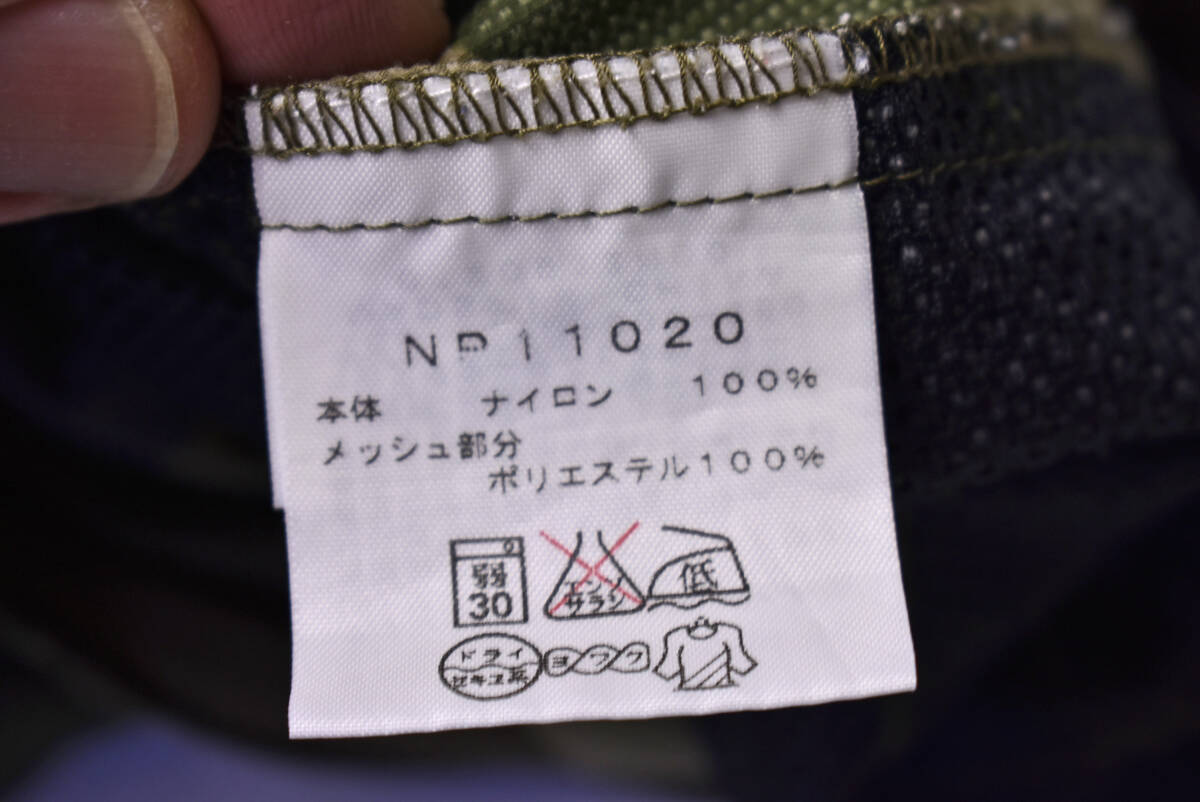 NP11020
本体 ナイロン 100%
メッシュ部分
ポリエステル100%
弱
30
エンソ
サラシ
低
ドライ
セキユ系
ヨワク